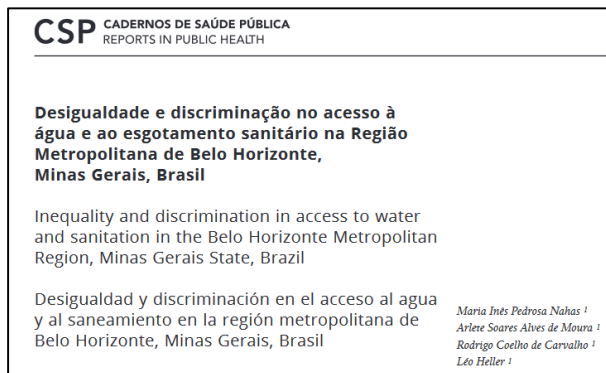 CSP CADERNOS DE SAÚDE PÚBLICA
REPORTS IN PUBLIC HEALTH
Desigualdade e discriminação no acesso à
água e ao esgotamento sanitário na Região
Metropolitana de Belo Horizonte,
Minas Gerais, Brasil
Inequality and discrimination in access to water
and sanitation in the Belo Horizonte Metropolitan
Region, Minas Gerais State, Brazil
Desigualdad y discriminación en el acceso al agua
y al saneamiento en la región metropolitana de
Belo Horizonte, Minas Gerais, Brasil
Maria Inês Pedrosa Nahas 1
Arlete Soares Alves de Moura 1
Rodrigo Coelho de Carvalho 1
Léo Heller 1